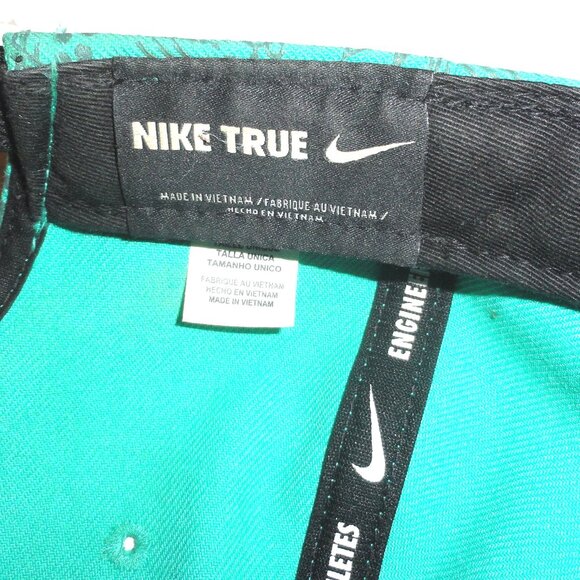 NIKE TRUE
MADE IN VIETNAM / FABRIQUE AU VIETNAM /
HECHO EN VIETNAM
TALLA UNICA
TAMANHO UNICO
FABRIQUE AU VIETNAM
HECHO EN VIETNAM
MADE IN VIETNAM
ENGINEE
LETES